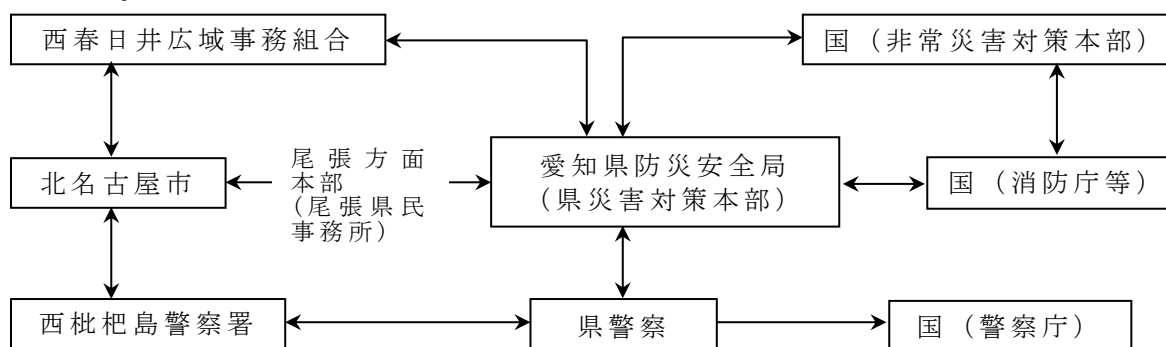 西春日井広域事務組合
国（非常災害対策本部）
北名古屋市
尾張方面
本部
（尾張県民
事務所）
愛知県防災安全局
（県災害対策本部）
国（消防庁等）
西枇杷島警察署
県警察
国（警察庁）